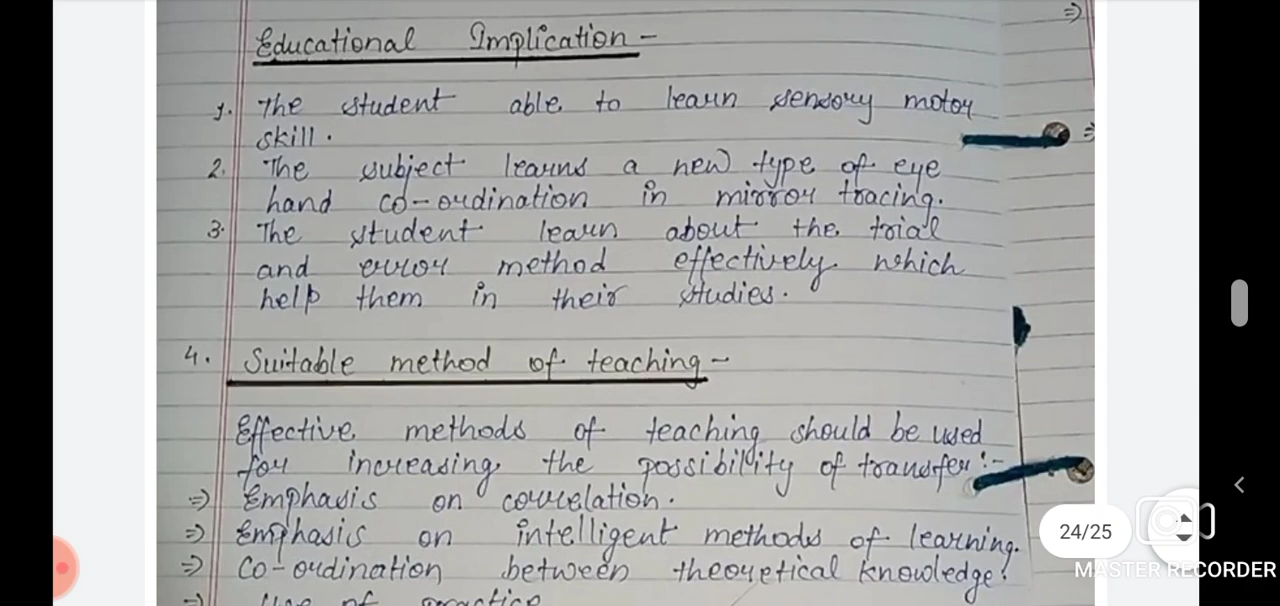 Educational Implication -
1. The student able to learn sensory motor
skill.
2. The subject learns a new type of eye
hand co-ordination in mirror tracing.
3. The student learn about the trial
and error method effectively which
help them in their studies.
4. Suitable method of teaching -
Effective methods of teaching should be used
for increasing the possibility of transfer :-
⇒ Emphasis on correlation.
⇒ Emphasis on intelligent methods of learning.
⇒ Co-ordination between theoretical knowledge.
⇒ Use of practice
24/25
MASTER RECORDER